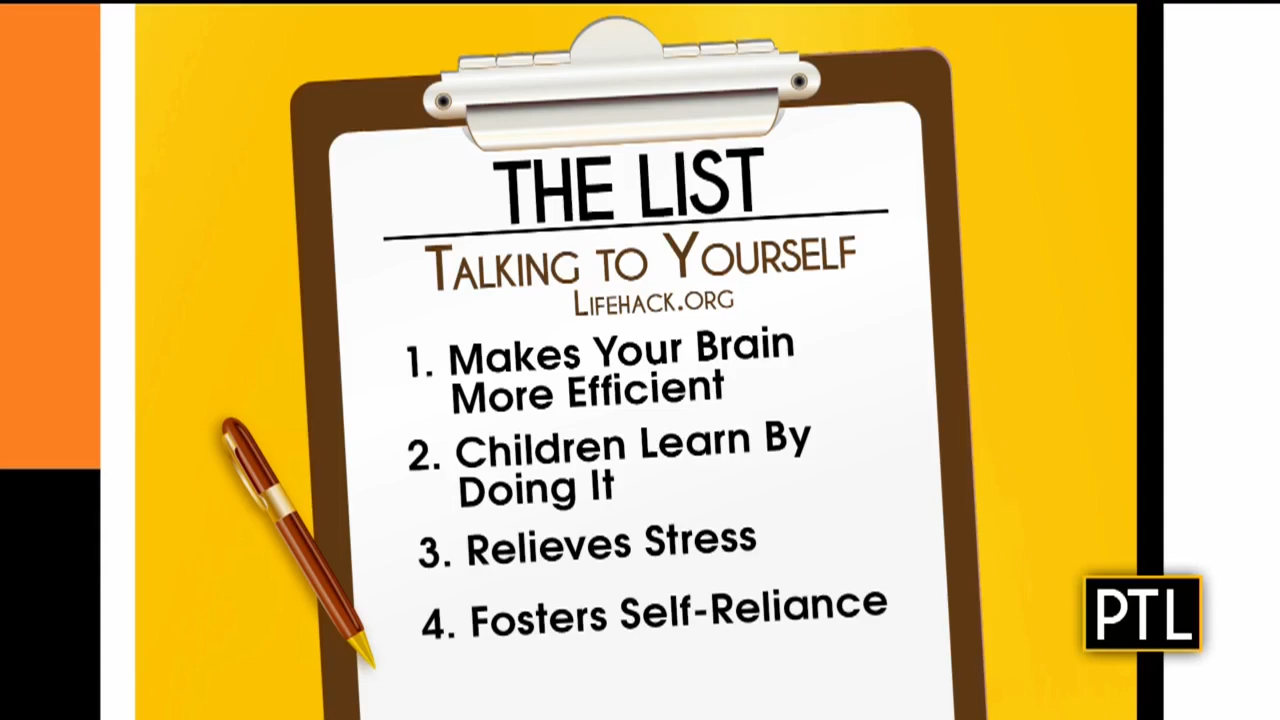 THE LIST
TALKING TO YOURSELF
LIFEHACK.ORG
1. Makes Your Brain
More Efficient
2. Children Learn By
Doing It
3. Relieves Stress
4. Fosters Self-Reliance
PTL